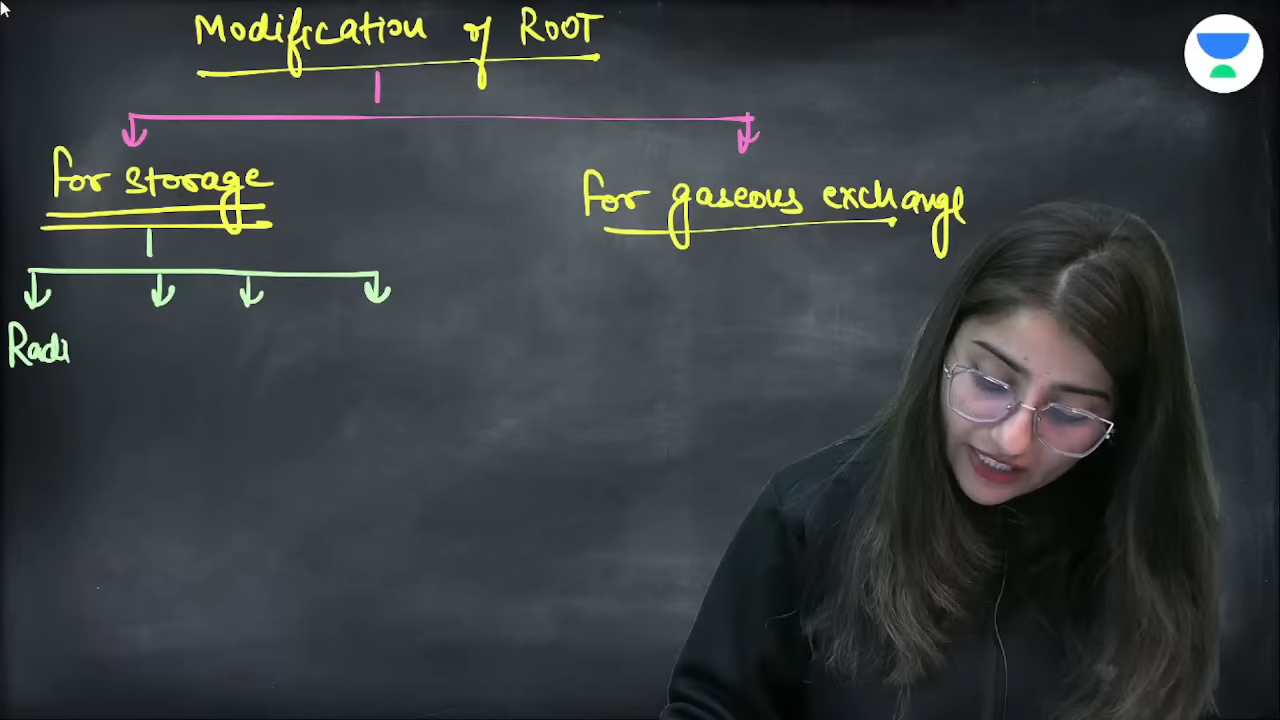 Modification of ROOT
For storage
For gaseous exchange
Radi